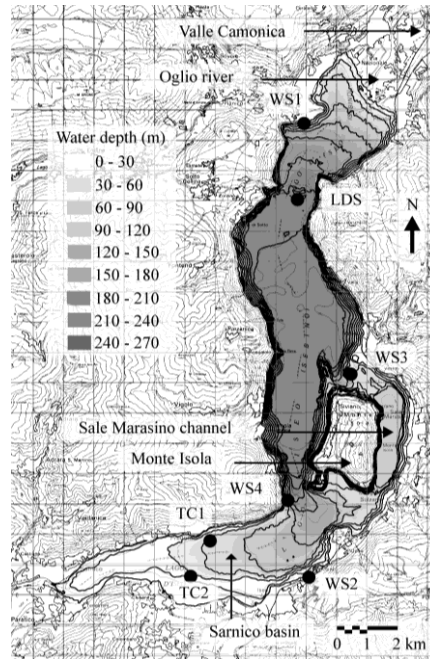 Valle Camonica
Oglio river
WS1
Water depth (m)
0 - 30
30 - 60
60 - 90
90 - 120
120 - 150
150 - 180
180 - 210
210 - 240
240 - 270
LDS
N
WS3
Sale Marasino channel
Monte Isola
WS4
TC1
TC2
WS2
Sarnico basin
0 1 2 km